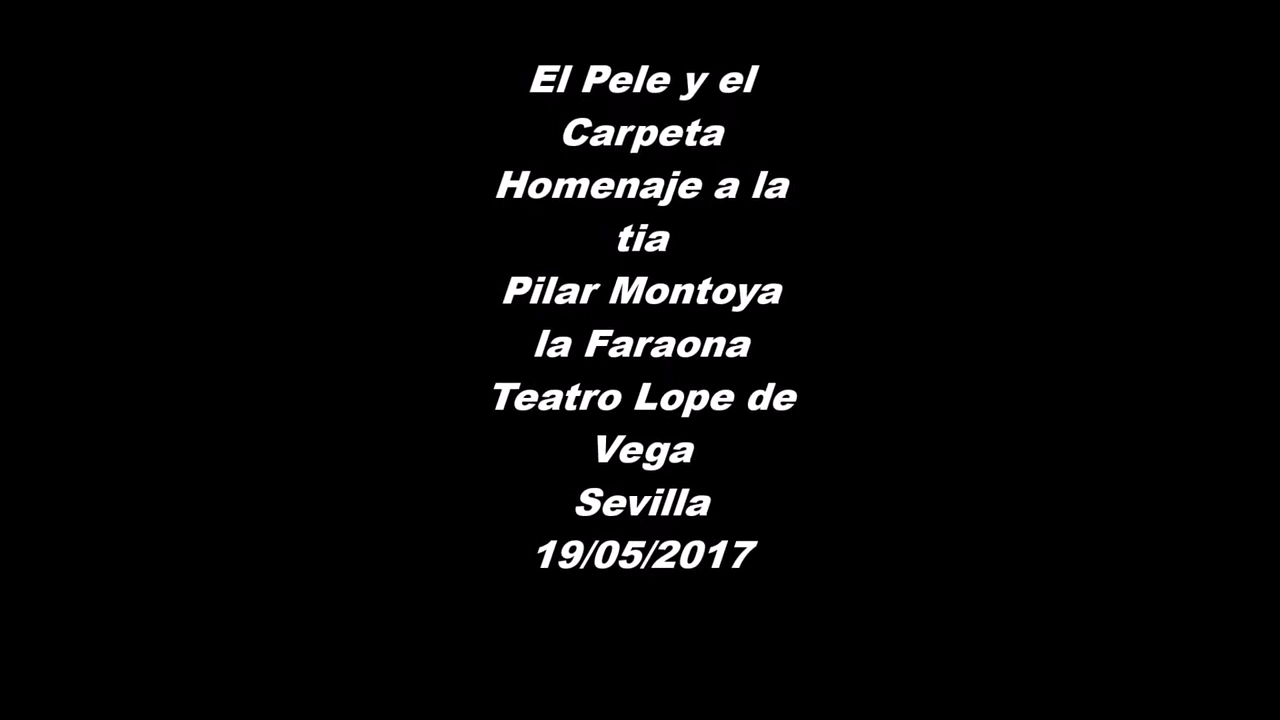 El Pele y el
Carpeta
Homenaje a la
tia
Pilar Montoya
la Faraona
Teatro Lope de
Vega
Sevilla
19/05/2017